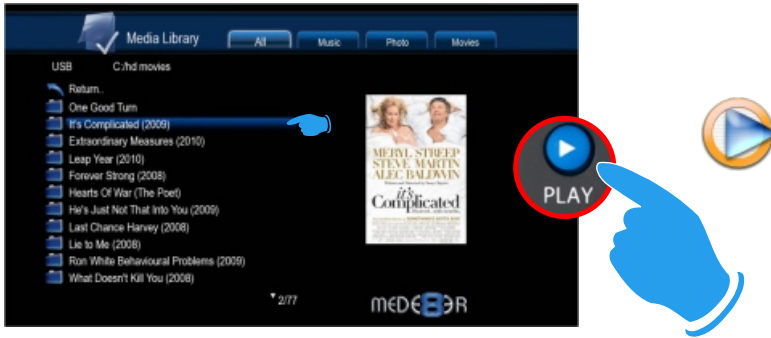 Media Library
All
Music
Photo
Movies
USB C:/hd movies
Return..
One Good Turn
It's Complicated (2009)
Extraordinary Measures (2010)
Leap Year (2010)
Forever Strong (2008)
Hearts Of War (The Poet)
He's Just Not That Into You (2009)
Last Chance Harvey (2008)
Lie to Me (2008)
Ron White Behavioural Problems (2009)
What Doesn't Kill You (2008)
2/77
MERYL STREEP
STEVE MARTIN
ALEC BALDWIN
it's
Complicated
MEDE8ER
PLAY